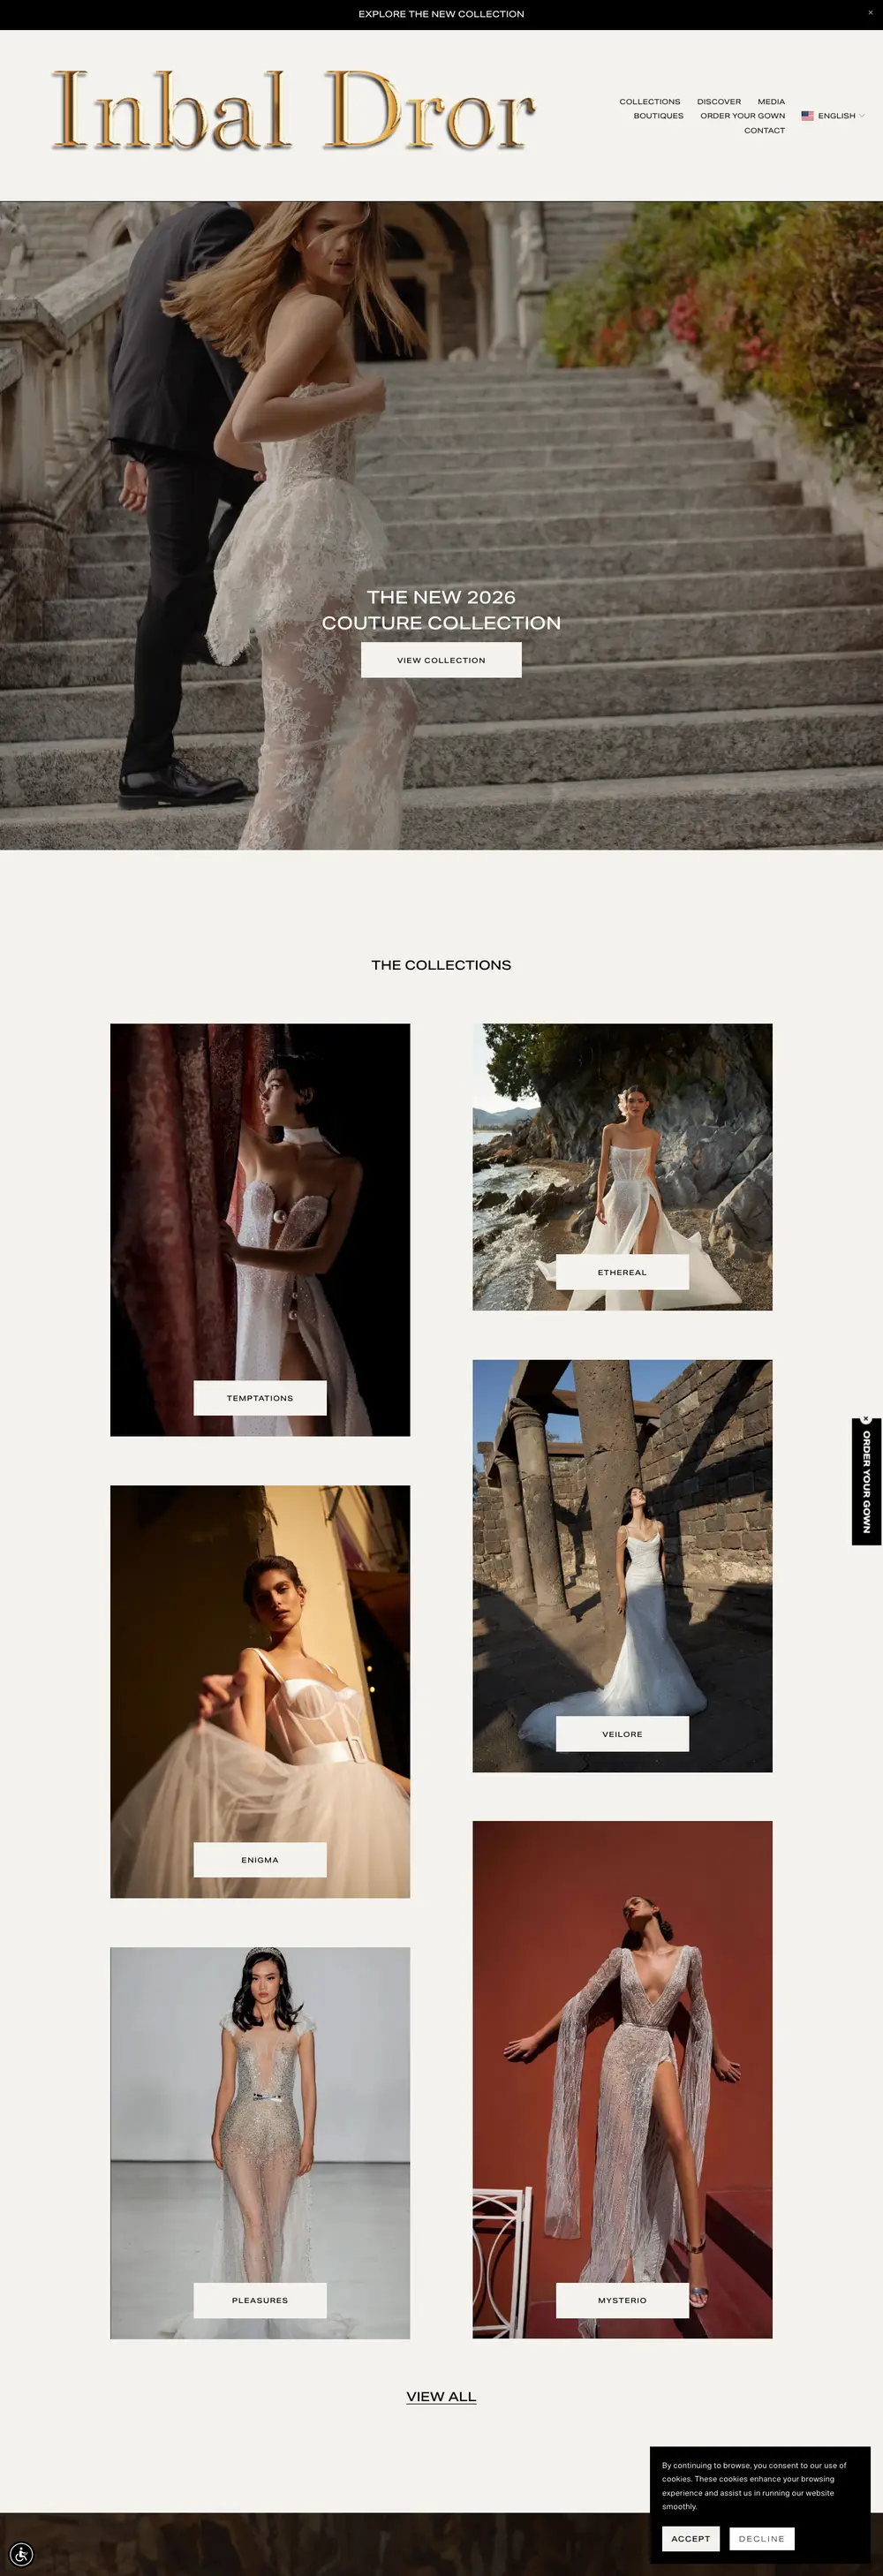 EXPLORE THE NEW COLLECTION
Inbal Dror
COLLECTIONS DISCOVER MEDIA
BOUTIQUES ORDER YOUR GOWN
CONTACT
ENGLISH
THE NEW 2026
COUTURE COLLECTION
VIEW COLLECTION
THE COLLECTIONS
TEMPTATIONS
ETHEREAL
ORDER YOUR GOWN
VEILORE
ENIGMA
PLEASURES
MYSTERIO
VIEW ALL
By continuing to browse, you consent to our use of
cookies. These cookies enhance your browsing
experience and assist us in running our website
smoothly.
ACCEPT DECLINE